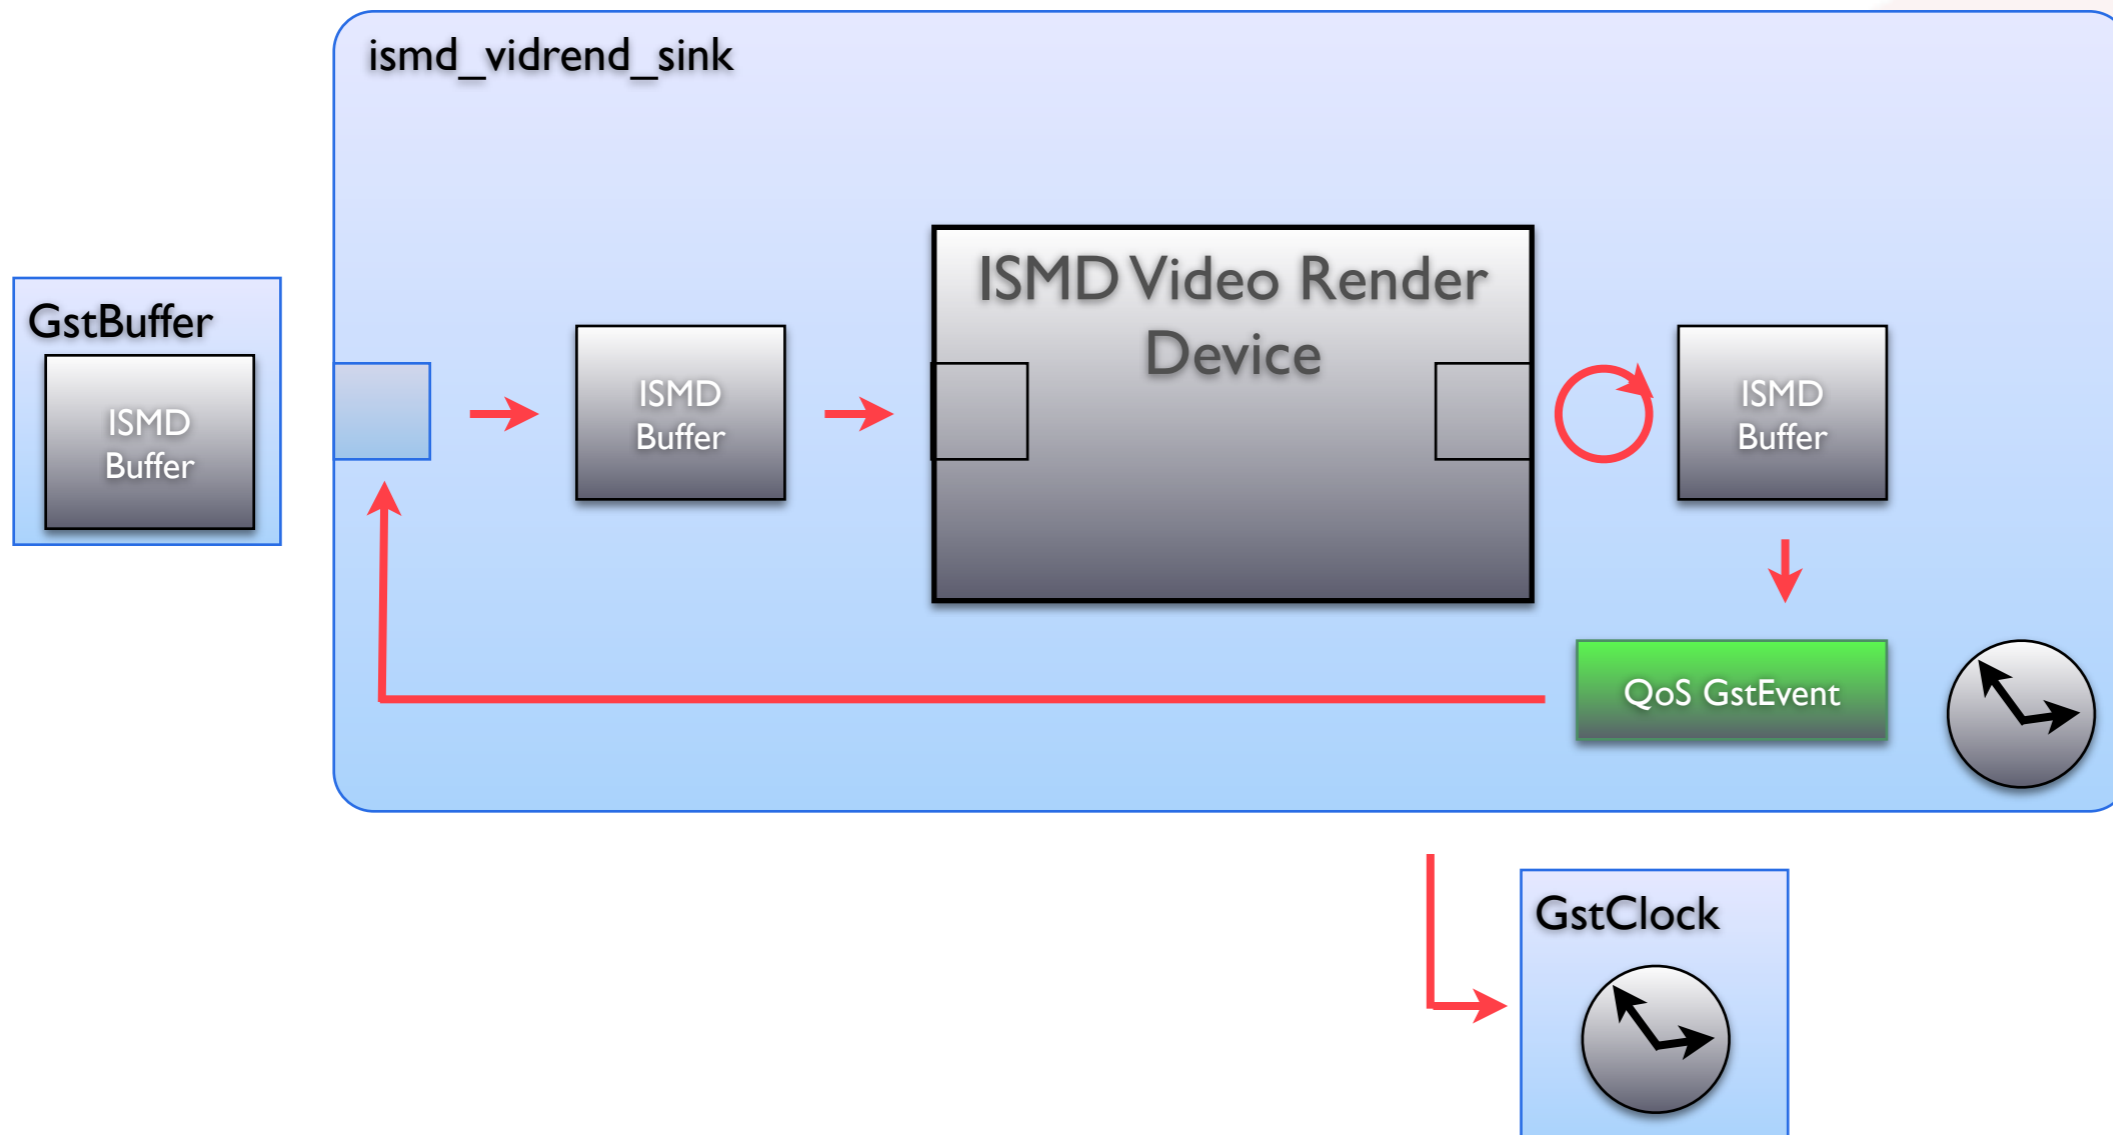 ismd_vidrend_sink
GstBuffer
ISMD
Buffer
ISMD
Buffer
ISMD Video Render
Device
ISMD
Buffer
QoS GstEvent
GstClock